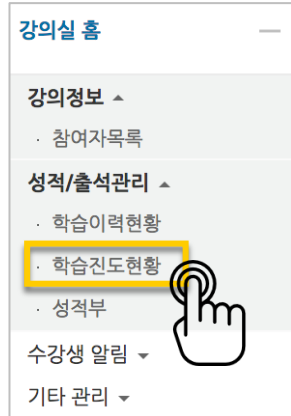 강의실 홈
강의정보 ▲
· 참여자목록
성적/출석관리 ▲
· 학습이력현황
· 학습진도현황
· 성적부
수강생 알림 ▼
기타 관리 ▼